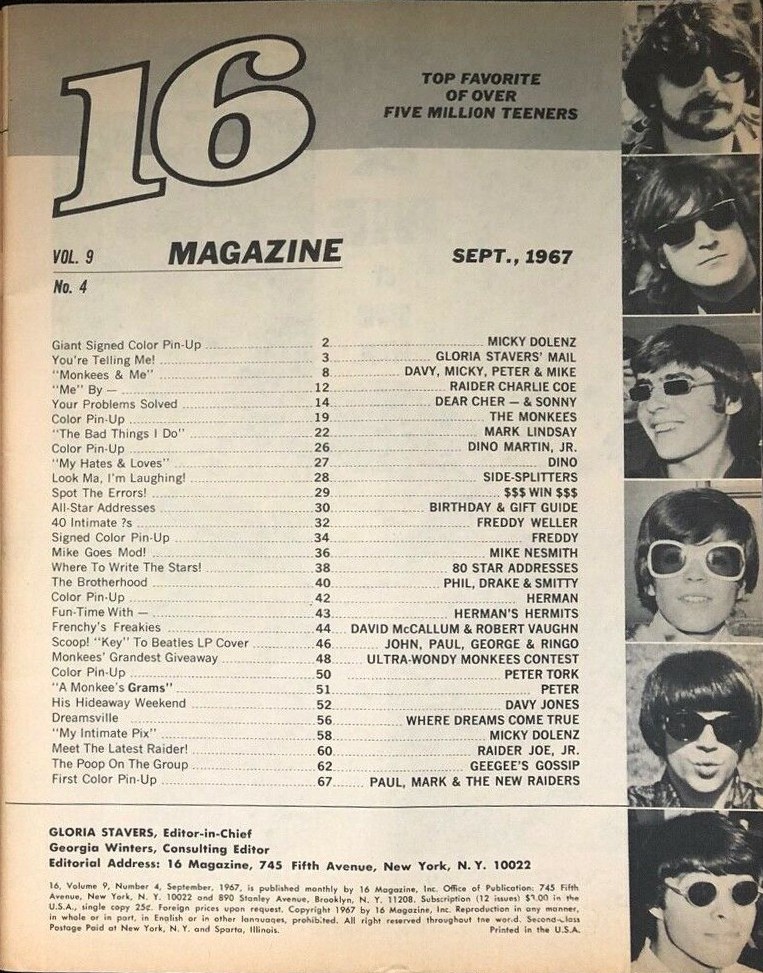 16
TOP FAVORITE
OF OVER
FIVE MILLION TEENERS
VOL. 9 MAGAZINE SEPT., 1967
No. 4
Giant Signed Color Pin-Up 2 MICKY DOLENZ
You're Telling Me! 3 GLORIA STAVERS' MAIL
"Monkees & Me" 8 DAVY, MICKY, PETER & MIKE
"Me" By — 12 RAIDER CHARLIE COE
Your Problems Solved 14 DEAR CHER — & SONNY
Color Pin-Up 19 THE MONKEES
"The Bad Things I Do" 22 MARK LINDSAY
Color Pin-Up 26 DINO MARTIN, JR.
"My Hates & Loves" 27 DINO
Look Ma, I'm Laughing! 28 SIDE-SPLITTERS
Spot The Errors! 29 $$$ WIN $$$
All-Star Addresses 30 BIRTHDAY & GIFT GUIDE
40 Intimate ?s 32 FREDDY WELLER
Signed Color Pin-Up 34 FREDDY
Mike Goes Mod! 36 MIKE NESMITH
Where To Write The Stars! 38 80 STAR ADDRESSES
The Brotherhood 40 PHIL, DRAKE & SMITTY
Color Pin-Up 42 HERMAN
Fun-Time With — 43 HERMAN'S HERMITS
Frenchy's Freakies 44 DAVID McCALLUM & ROBERT VAUGHN
Scoop! "Key" To Beatles LP Cover 46 JOHN, PAUL, GEORGE & RINGO
Monkees' Grandest Giveaway 48 ULTRA-WONDY MONKEES CONTEST
Color Pin-Up 50 PETER TORK
"A Monkee's Grams" 51 PETER
His Hideaway Weekend 52 DAVY JONES
Dreamsville 56 WHERE DREAMS COME TRUE
"My Intimate Pix" 58 MICKY DOLENZ
Meet The Latest Raider! 60 RAIDER JOE, JR.
The Poop On The Group 62 GEEGEE'S GOSSIP
First Color Pin-Up 67 PAUL, MARK & THE NEW RAIDERS
GLORIA STAVERS, Editor-in-Chief
Georgia Winters, Consulting Editor
Editorial Address: 16 Magazine, 745 Fifth Avenue, New York, N. Y. 10022
16, Volume 9, Number 4, September, 1967, is published monthly by 16 Magazine, Inc. Office of Publication: 745 Fifth
Avenue, New York, N. Y. 10022 and 890 Stanley Avenue, Brooklyn, N. Y. 11208. Subscription (12 issues) in the
U.S.A., single copy 25¢. Foreign prices upon request. Copyright 1967 by 16 Magazine, Inc. Reproduction in any manner,
in whole or in part, in English or in other languages, prohibited. All right reserved throughout the world. Second-class
Postage Paid at New York, N. Y. and Sparta, Illinois. Printed in the U.S.A.